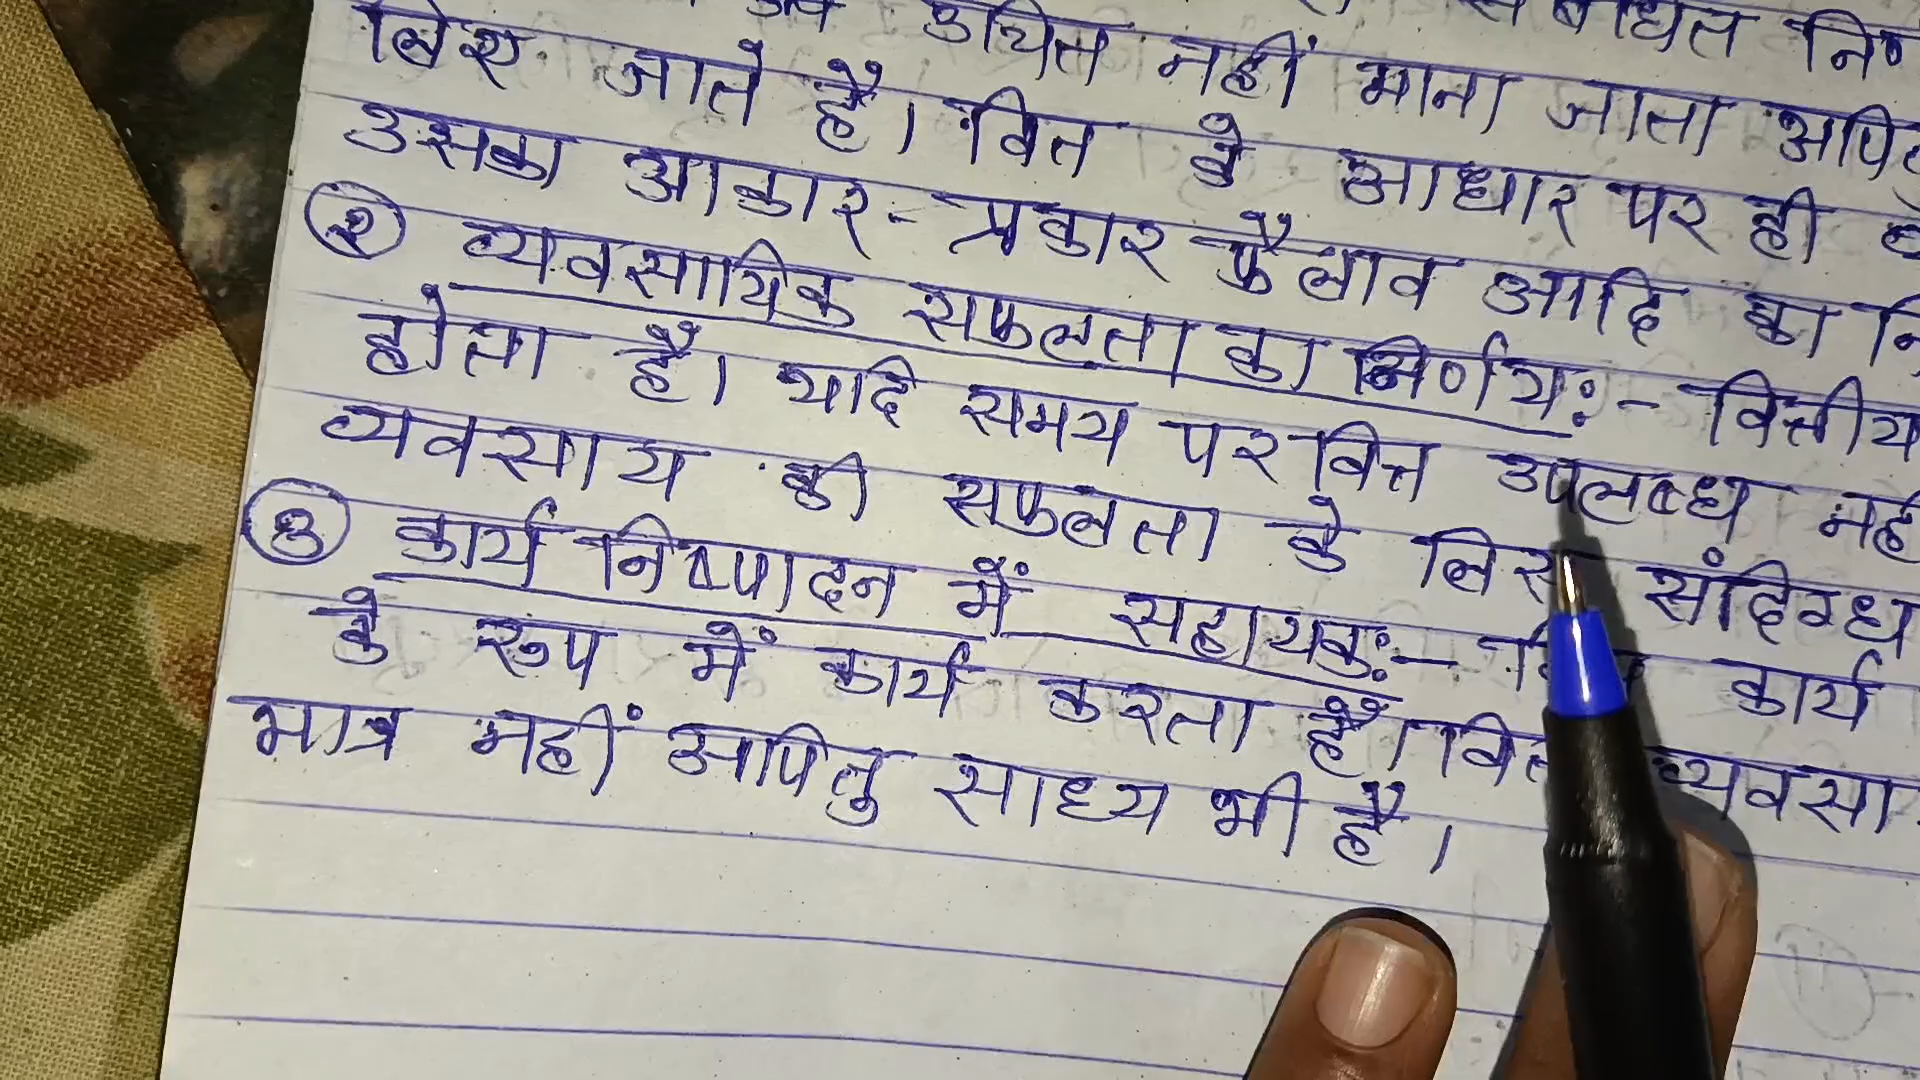 उचित नहीं माना जाता अपितु
लिए जाते है। वित्त के आधार पर ही
उसका आकार-प्रकार फैलाव आदि का
② व्यवसायिक सफलता का निर्णय:- वित्तीय
होता है। यदि समय पर वित्त उपलब्ध नहीं
व्यवसाय की सफलता के लिए संदिग्ध
③ कार्य निष्पादन में सहायक:- कार्य
के रुप में कार्य करता हैं। वित्त व्यवसा
मात्र नहीं अपितु साध्य भी है।